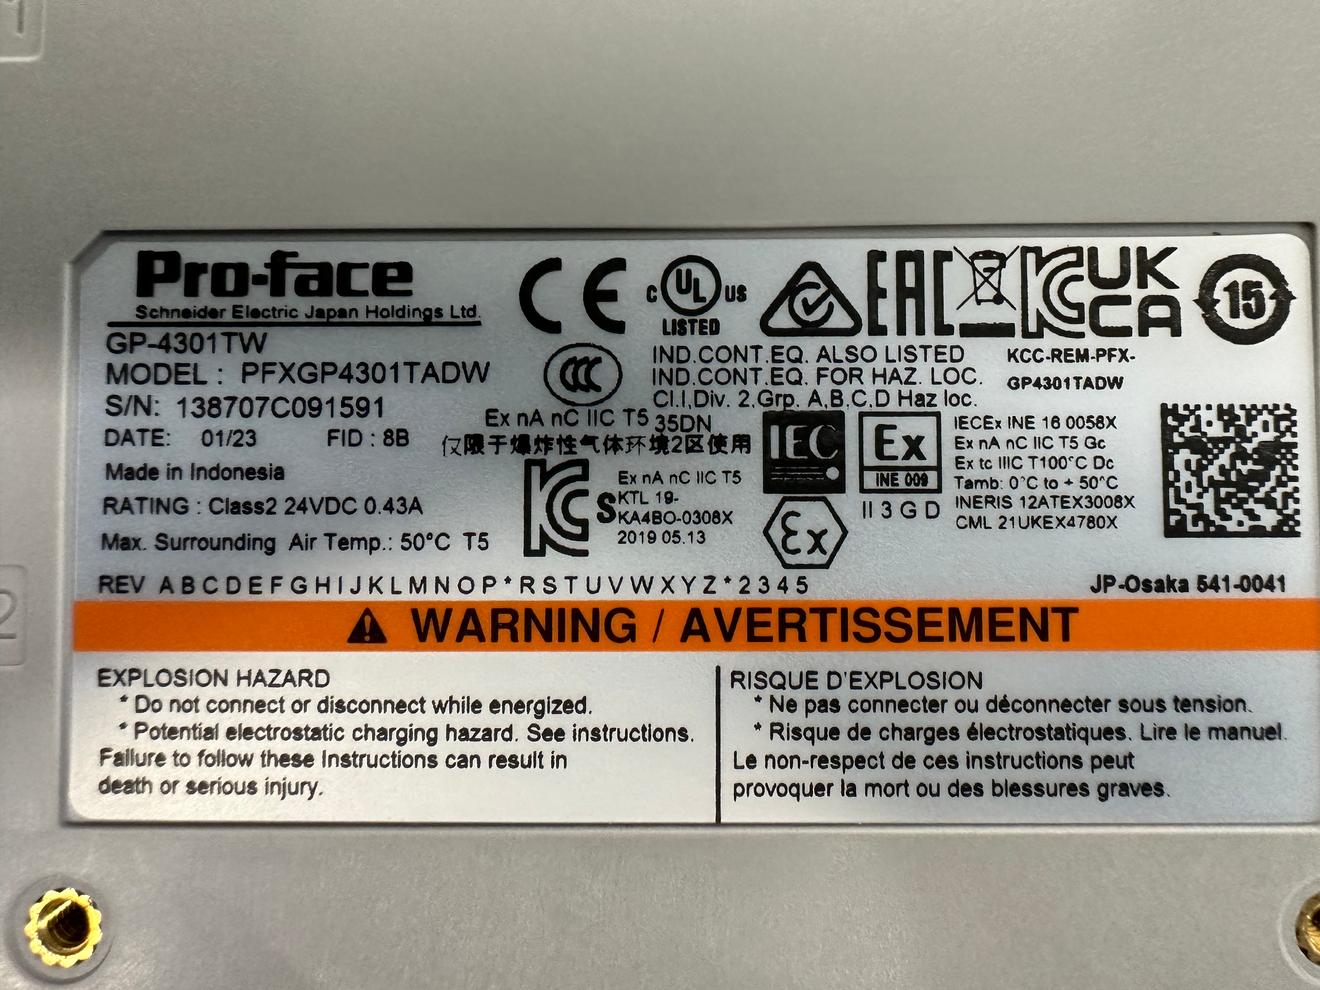 Pro-face
Schneider Electric Japan Holdings Ltd.
GP-4301TW
MODEL : PFXGP4301TADW
S/N: 138707C091591
DATE: 01/23 FID : 8B
Made in Indonesia
RATING : Class2 24VDC 0.43A
Max. Surrounding Air Temp.: 50°C T5
REV A B C D E F G H I J K L M N O P * R S T U V W X Y Z * 2 3 4 5
CE
C UL US
LISTED
EAC
UK
CA
15
CCC
IND.CONT.EQ. ALSO LISTED
IND.CONT.EQ. FOR HAZ. LOC.
Cl.I,Div. 2,Grp. A,B,C,D Haz loc.
35DN
KCC-REM-PFX-
GP4301TADW
Ex nA nC IIC T5
仅限于爆炸性气体环境2区使用
KCs
Ex nA nC IIC T5
KTL 19-
KA4BO-0308X
2019 05.13
IEC
Ex
INE 009
Ex
II 3 G D
IECEx INE 16 0058X
Ex nA nC IIC T5 Gc
Ex tc IIIC T100°C Dc
Tamb: 0°C to + 50°C
INERIS 12ATEX3008X
CML 21UKEX4780X
JP-Osaka 541-0041
WARNING / AVERTISSEMENT
EXPLOSION HAZARD
* Do not connect or disconnect while energized.
* Potential electrostatic charging hazard. See instructions.
Failure to follow these Instructions can result in
death or serious injury.
RISQUE D'EXPLOSION
* Ne pas connecter ou déconnecter sous tension.
* Risque de charges électrostatiques. Lire le manuel.
Le non-respect de ces instructions peut
provoquer la mort ou des blessures graves.
2